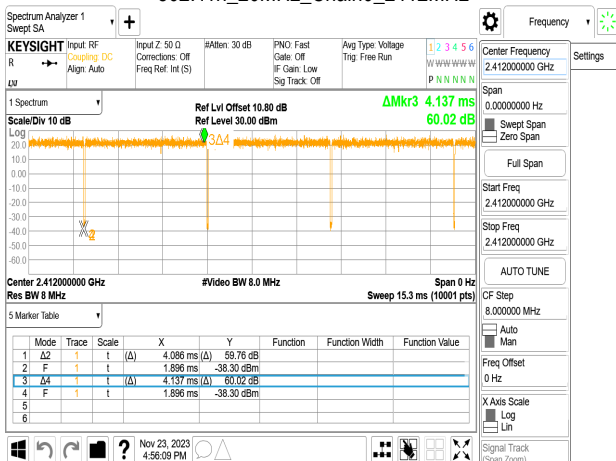 Spectrum Analyzer 1
Swept SA
Frequency
Settings
KEYSIGHT
R
LXI
Input: RF
Coupling: DC
Align: Auto
Input Z: 50 Ω
Corrections: Off
Freq Ref: Int (S)
#Atten: 30 dB
PNO: Fast
Gate: Off
IF Gain: Low
Sig Track: Off
Avg Type: Voltage
Trig: Free Run
1 2 3 4 5 6
W W W W W W
P N N N N N
1 Spectrum
Scale/Div 10 dB
Ref Lvl Offset 10.80 dB
Ref Level 30.00 dBm
ΔMkr3 4.137 ms
60.02 dB
Log
20.0
10.0
0.00
-10.0
-20.0
-30.0
-40.0
-50.0
-60.0
3Δ4
Center 2.412000000 GHz
Res BW 8 MHz
#Video BW 8.0 MHz
Span 0 Hz
Sweep 15.3 ms (10001 pts)
5 Marker Table
Mode Trace Scale X Y Function Function Width Function Value
1 Δ2 1 t (Δ) 4.086 ms (Δ) 59.76 dB
2 F 1 t 1.896 ms -38.30 dBm
3 Δ4 1 t (Δ) 4.137 ms (Δ) 60.02 dB
4 F 1 t 1.896 ms -38.30 dBm
5
6
Nov 23, 2023
4:56:09 PM
Center Frequency
2.412000000 GHz
Span
0.00000000 Hz
Swept Span
Zero Span
Full Span
Start Freq
2.412000000 GHz
Stop Freq
2.412000000 GHz
AUTO TUNE
CF Step
8.000000 MHz
Auto
Man
Freq Offset
0 Hz
X Axis Scale
Log
Lin
Signal Track